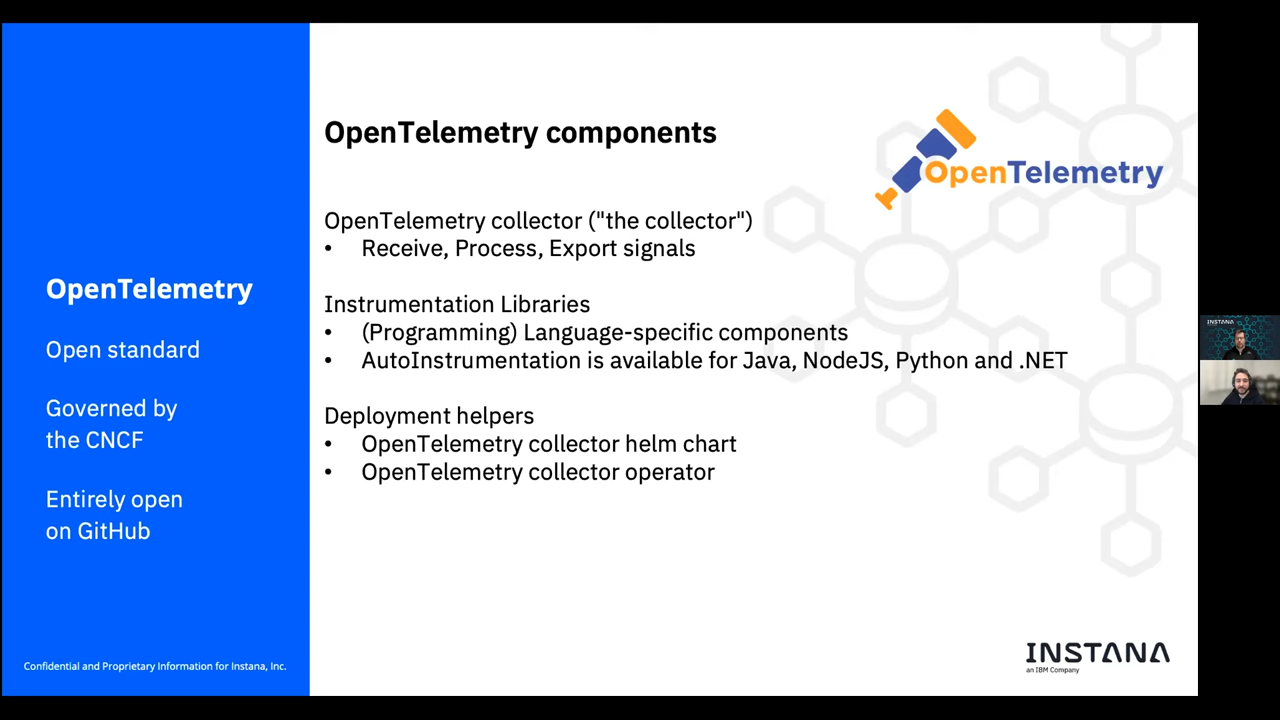 OpenTelemetry
Open standard
Governed by
the CNCF
Entirely open
on GitHub
Confidential and Proprietary Information for Instana, Inc.
OpenTelemetry components
OpenTelemetry
OpenTelemetry collector ("the collector")
• Receive, Process, Export signals
Instrumentation Libraries
• (Programming) Language-specific components
• AutoInstrumentation is available for Java, NodeJS, Python and .NET
Deployment helpers
• OpenTelemetry collector helm chart
• OpenTelemetry collector operator
INSTANA
an IBM Company
INSTANA